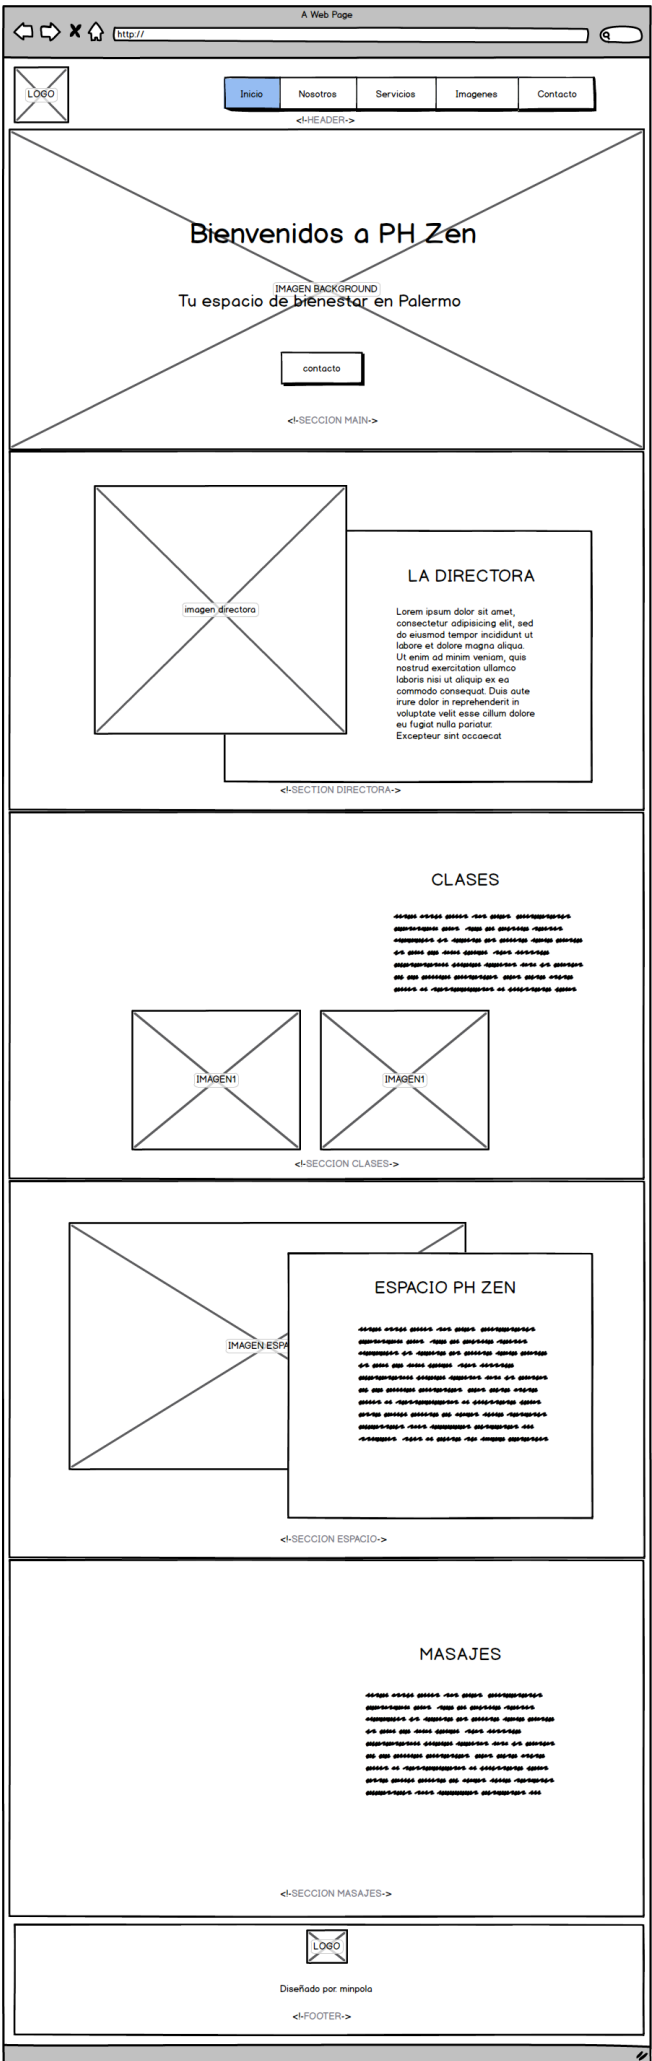 A Web Page
http://
LOGO
Inicio
Nosotros
Servicios
Imagenes
Contacto
<!-HEADER->
Bienvenidos a PH Zen
IMAGEN BACKGROUND
Tu espacio de bienestar en Palermo
contacto
<!-SECCION MAIN->
imagen directora
LA DIRECTORA
Lorem ipsum dolor sit amet,
consectetur adipisicing elit, sed
do eiusmod tempor incididunt ut
labore et dolore magna aliqua.
Ut enim ad minim veniam, quis
nostrud exercitation ullamco
laboris nisi ut aliquip ex ea
commodo consequat. Duis aute
irure dolor in reprehenderit in
voluptate velit esse cillum dolore
eu fugiat nulla pariatur.
Excepteur sint occaecat
<!-SECTION DIRECTORA->
CLASES
IMAGEN1
IMAGEN1
<!-SECCION CLASES->
ESPACIO PH ZEN
IMAGEN ESPA
<!-SECCION ESPACIO->
MASAJES
<!-SECCION MASAJES->
LOGO
Diseñado por: minpola
<!-FOOTER->